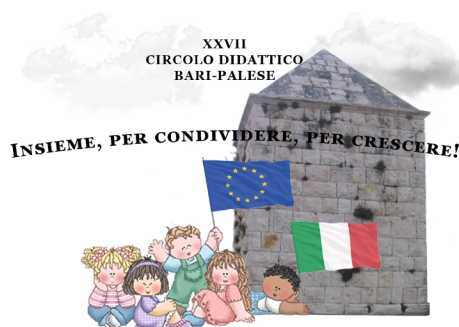 XXVII
CIRCOLO DIDATTICO
BARI-PALESE
INSIEME, PER CONDIVIDERE, PER CRESCERE!